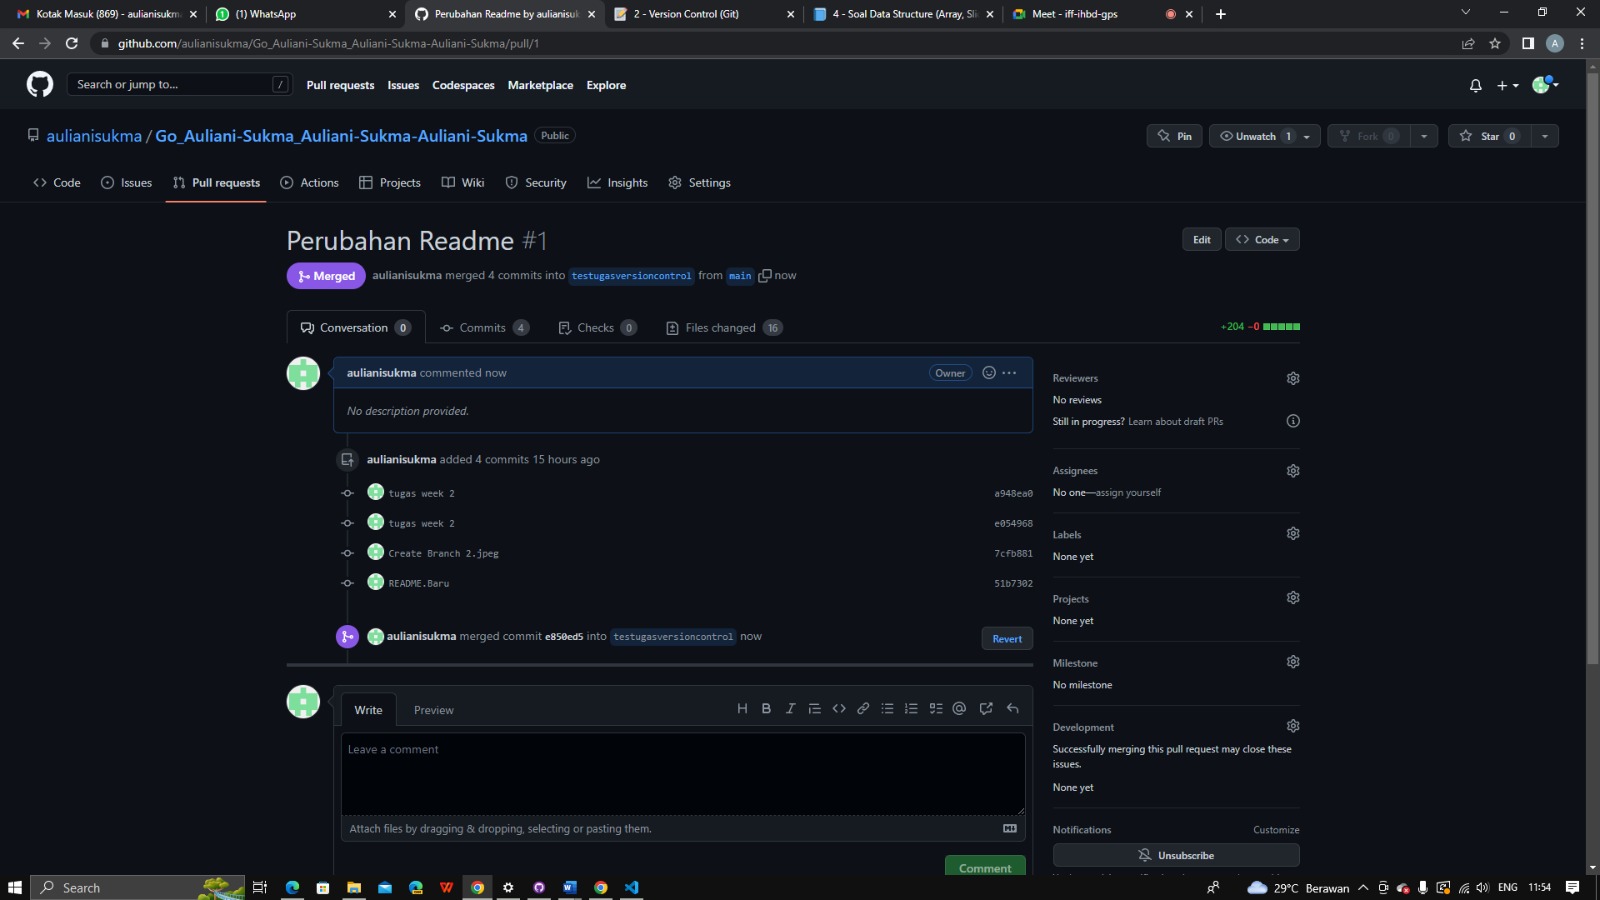 Kotak Masuk (869) - aulianisukm
(1) WhatsApp
Perubahan Readme by aulianisuk
2 - Version Control (Git)
4 - Soal Data Structure (Array, Sli
Meet - iff-ihbd-gps
github.com/aulianisukma/Go_Auliani-Sukma_Auliani-Sukma-Auliani-Sukma/pull/1
A
Search or jump to... /
Pull requests Issues Codespaces Marketplace Explore
aulianisukma / Go_Auliani-Sukma_Auliani-Sukma-Auliani-Sukma Public
Pin Unwatch 1 Fork 0 Star 0
Code Issues Pull requests Actions Projects Wiki Security Insights Settings
Perubahan Readme #1
Edit Code
Merged aulianisukma merged 4 commits into testugasversioncontrol from main now
Conversation 0 Commits 4 Checks 0 Files changed 16
+204 −0
aulianisukma commented now Owner
No description provided.
aulianisukma added 4 commits 15 hours ago
tugas week 2 a948ea0
tugas week 2 e054968
Create Branch 2.jpeg 7cfb881
README.Baru 51b7302
aulianisukma merged commit e850ed5 into testugasversioncontrol now Revert
Write Preview
Leave a comment
Attach files by dragging & dropping, selecting or pasting them.
Comment
Reviewers
No reviews
Still in progress? Learn about draft PRs
Assignees
No one—assign yourself
Labels
None yet
Projects
None yet
Milestone
No milestone
Development
Successfully merging this pull request may close these
issues.
None yet
Notifications Customize
Unsubscribe
Search
29°C Berawan ENG 11:54